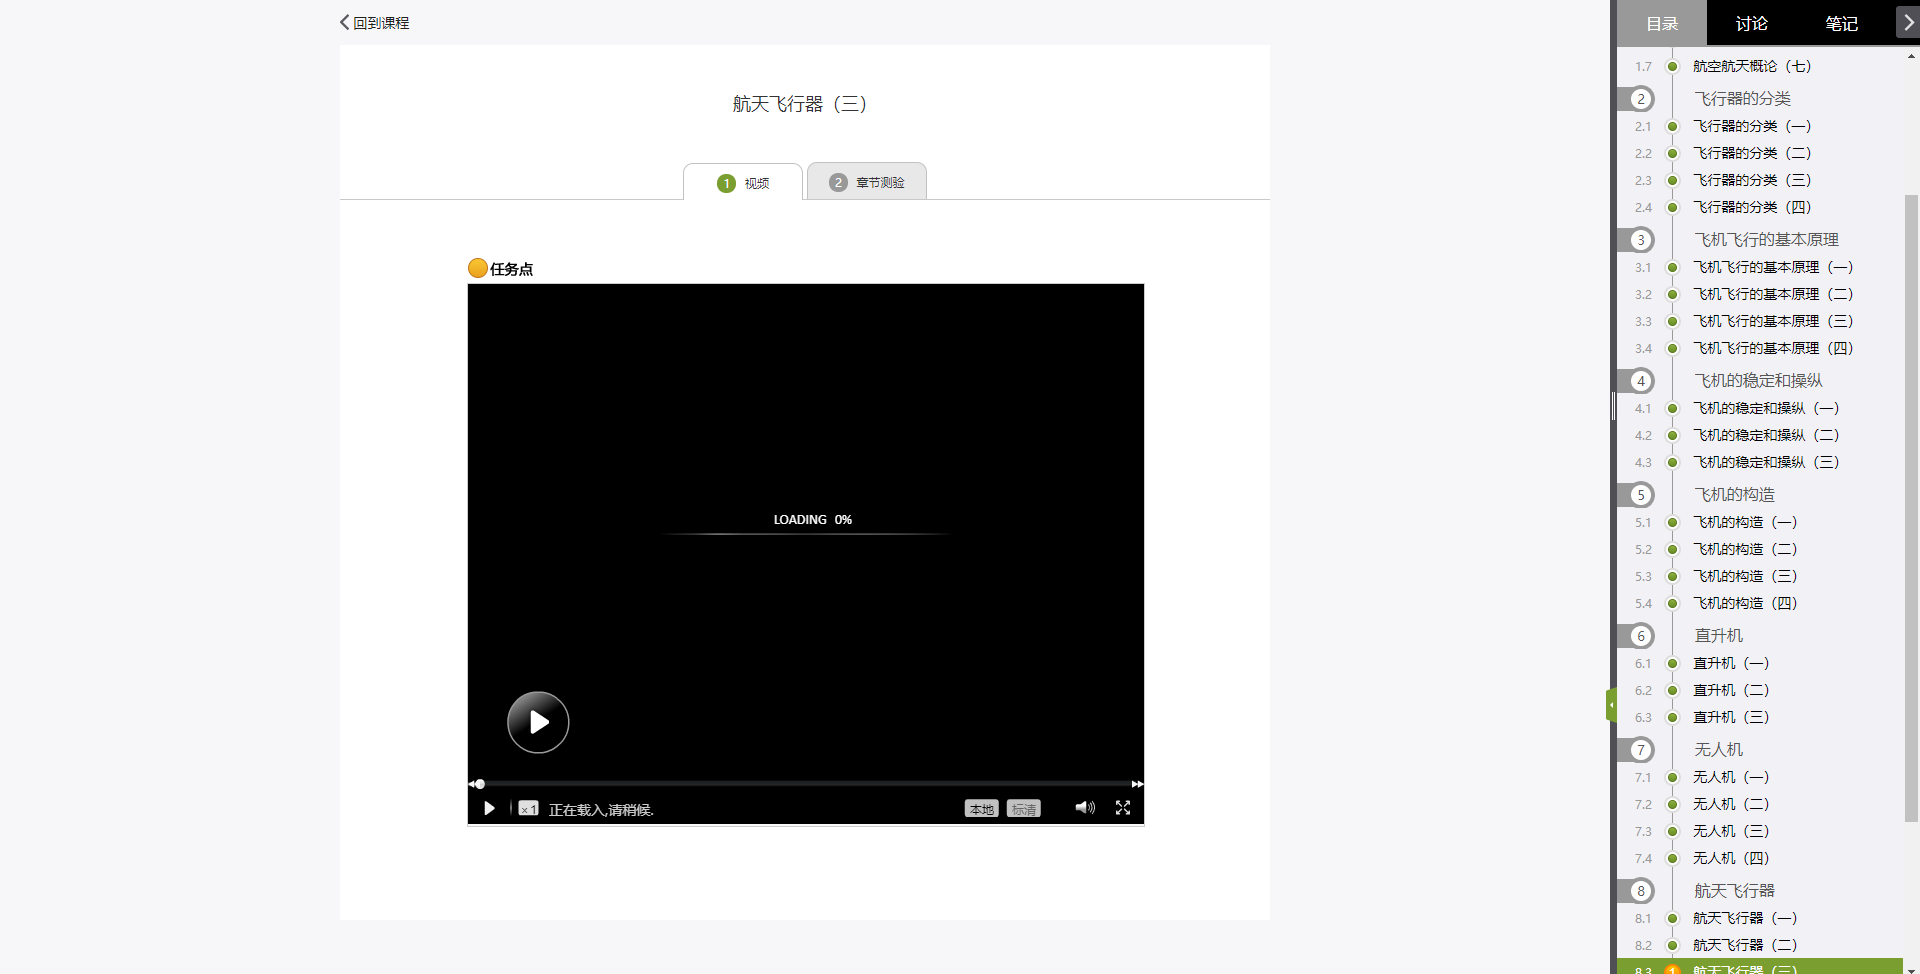 回到课程
航天飞行器（三）
1 视频
2 章节测验
任务点
LOADING 0%
×1 正在载入,请稍候.
本地 标清
目录 讨论 笔记
1.7 航空航天概论（七）
2 飞行器的分类
2.1 飞行器的分类（一）
2.2 飞行器的分类（二）
2.3 飞行器的分类（三）
2.4 飞行器的分类（四）
3 飞机飞行的基本原理
3.1 飞机飞行的基本原理（一）
3.2 飞机飞行的基本原理（二）
3.3 飞机飞行的基本原理（三）
3.4 飞机飞行的基本原理（四）
4 飞机的稳定和操纵
4.1 飞机的稳定和操纵（一）
4.2 飞机的稳定和操纵（二）
4.3 飞机的稳定和操纵（三）
5 飞机的构造
5.1 飞机的构造（一）
5.2 飞机的构造（二）
5.3 飞机的构造（三）
5.4 飞机的构造（四）
6 直升机
6.1 直升机（一）
6.2 直升机（二）
6.3 直升机（三）
7 无人机
7.1 无人机（一）
7.2 无人机（二）
7.3 无人机（三）
7.4 无人机（四）
8 航天飞行器
8.1 航天飞行器（一）
8.2 航天飞行器（二）
8.3 1 航天飞行器（三）